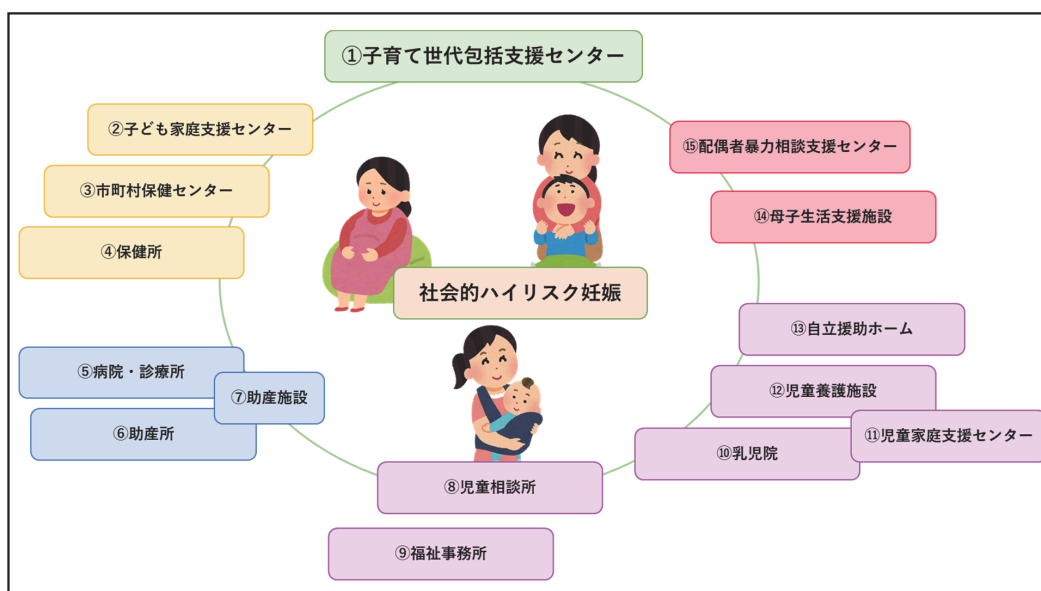 ①子育て世代包括支援センター
②子ども家庭支援センター
③市町村保健センター
④保健所
⑤病院・診療所
⑥助産所
⑦助産施設
⑧児童相談所
⑨福祉事務所
⑩乳児院
⑪児童家庭支援センター
⑫児童養護施設
⑬自立援助ホーム
⑭母子生活支援施設
⑮配偶者暴力相談支援センター
社会的ハイリスク妊娠